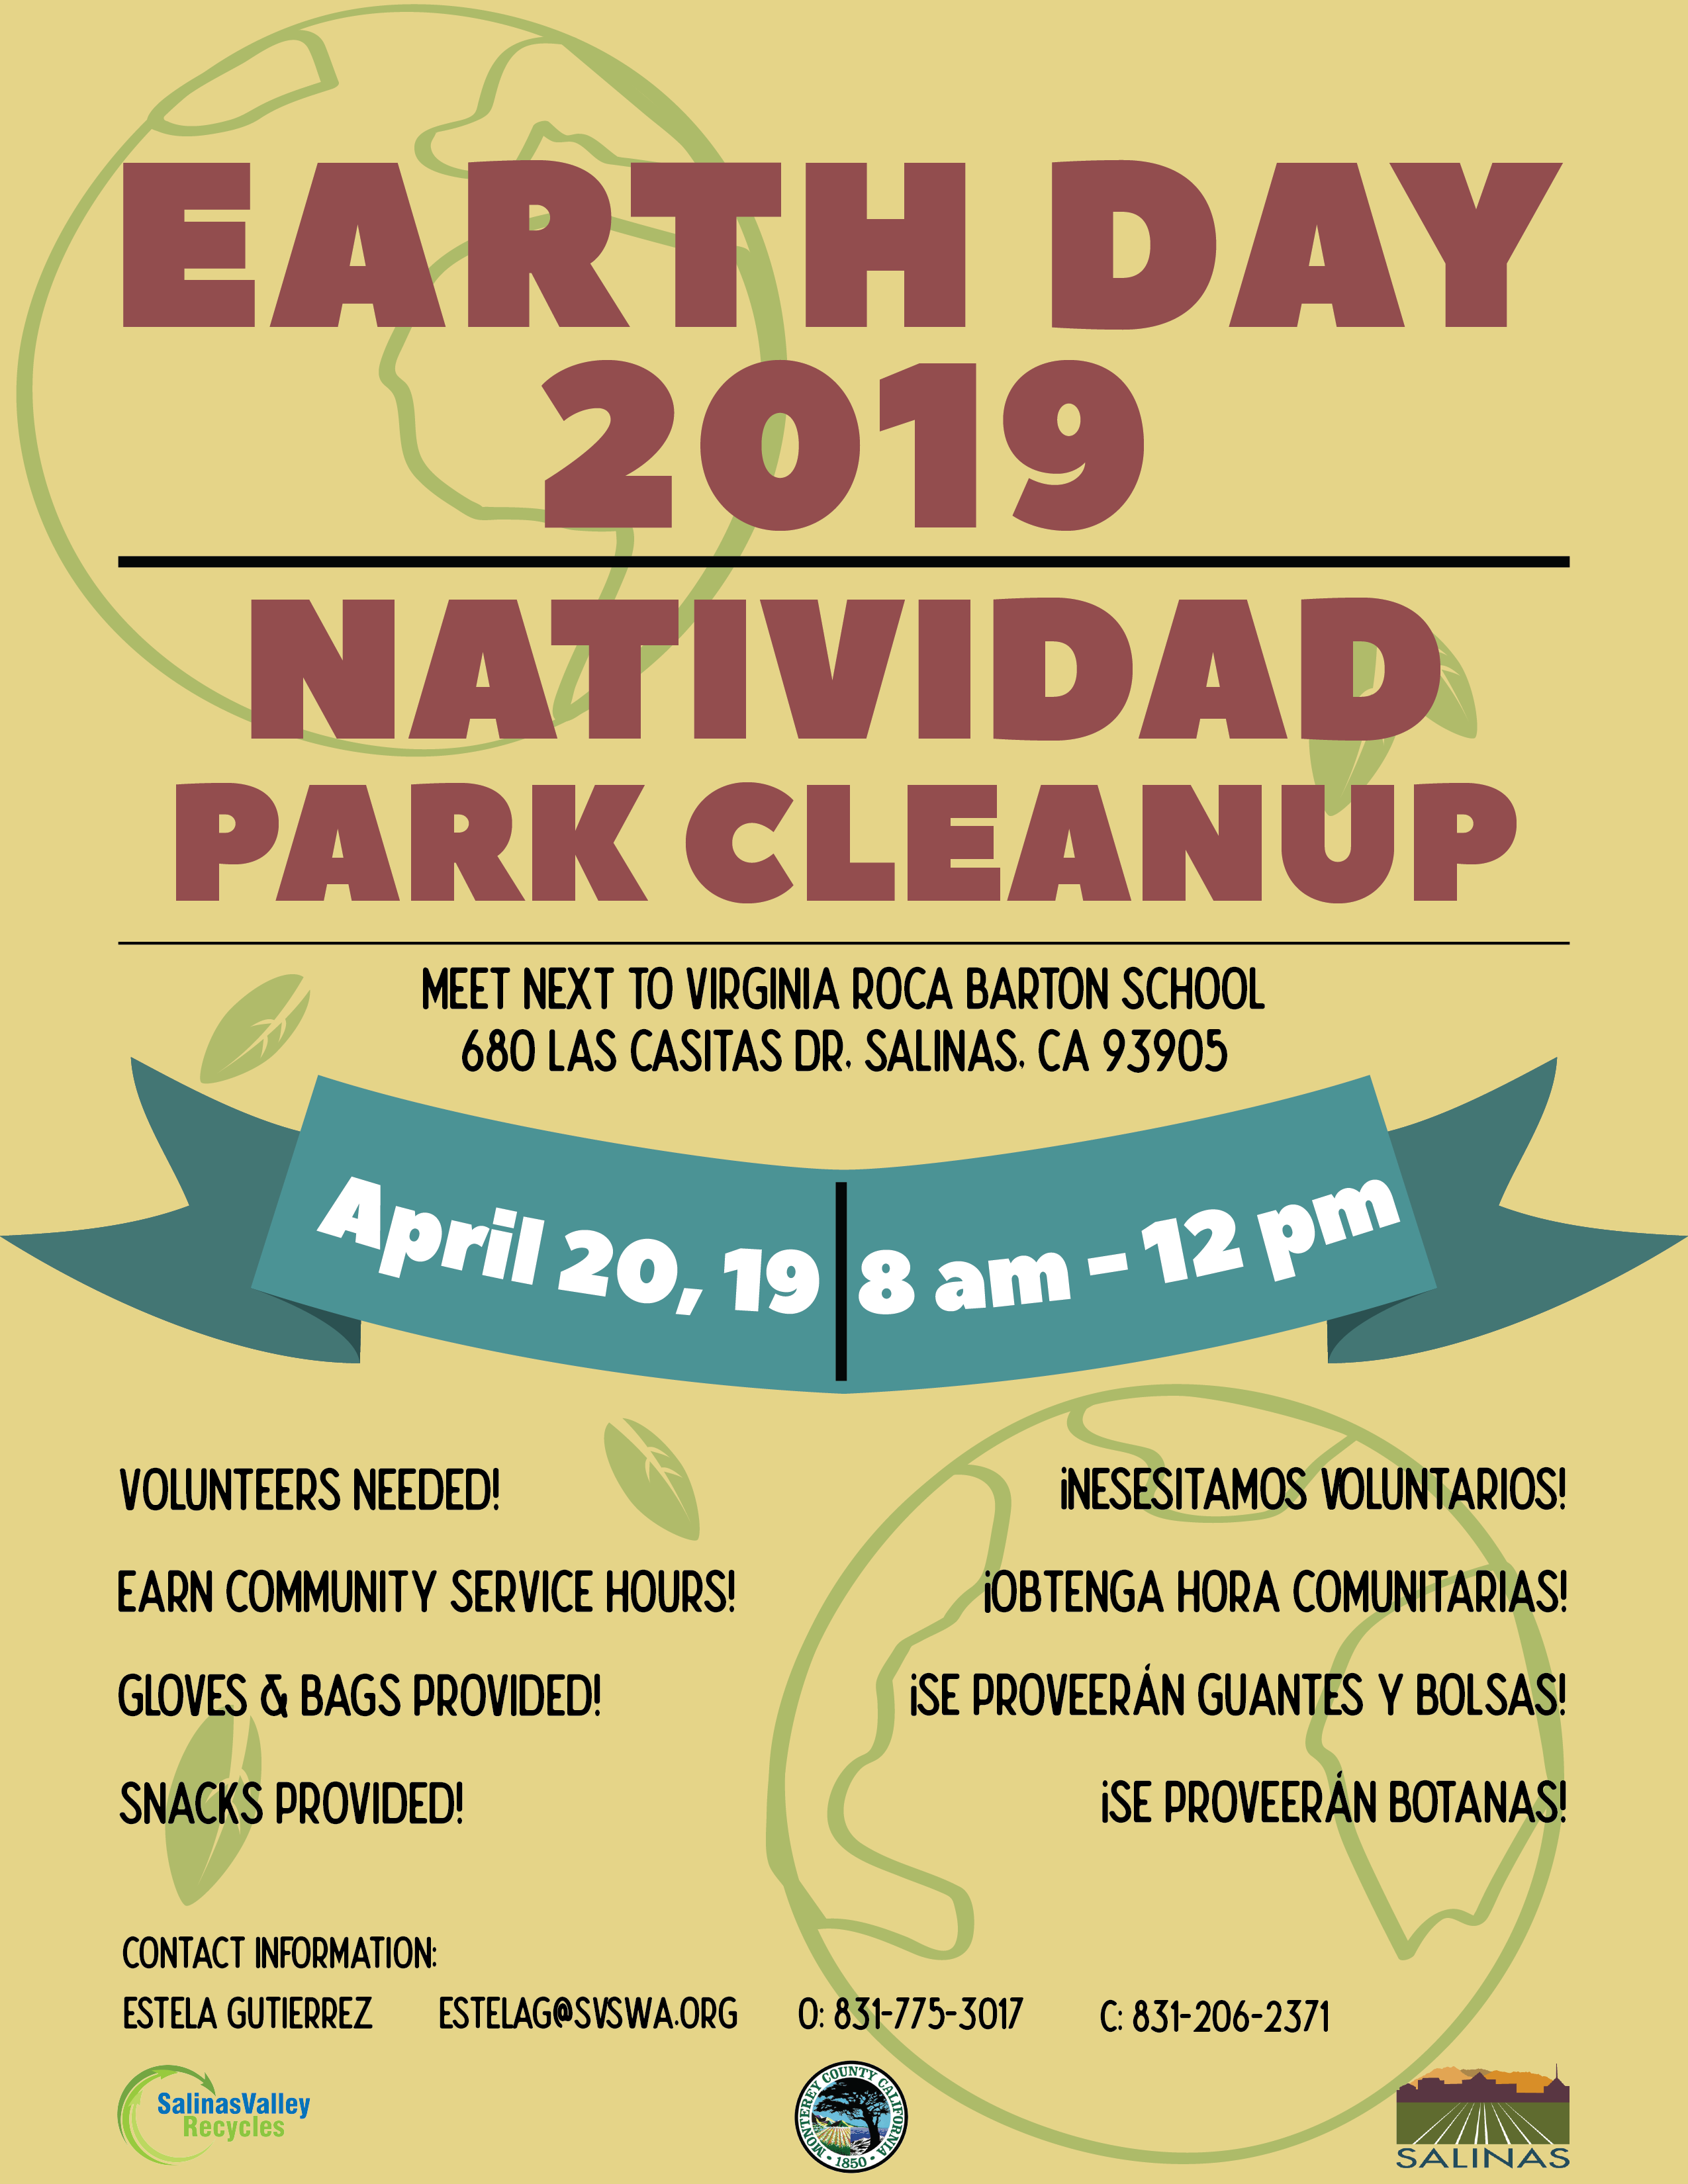 EARTH DAY
2019
NATIVIDAD
PARK CLEANUP
MEET NEXT TO VIRGINIA ROCA BARTON SCHOOL
680 LAS CASITAS DR, SALINAS, CA 93905
April 20, 19 8 am - 12 pm
VOLUNTEERS NEEDED!
¡NESESITAMOS VOLUNTARIOS!
EARN COMMUNITY SERVICE HOURS!
¡OBTENGA HORA COMUNITARIAS!
GLOVES & BAGS PROVIDED!
¡SE PROVEERÁN GUANTES Y BOLSAS!
SNACKS PROVIDED!
¡SE PROVEERÁN BOTANAS!
CONTACT INFORMATION:
ESTELA GUTIERREZ ESTELAG@SVSWA.ORG O: 831-775-3017 C: 831-206-2371
SalinasValley
Recycles
MONTEREY COUNTY CALIFORNIA
• 1850 •
SALINAS